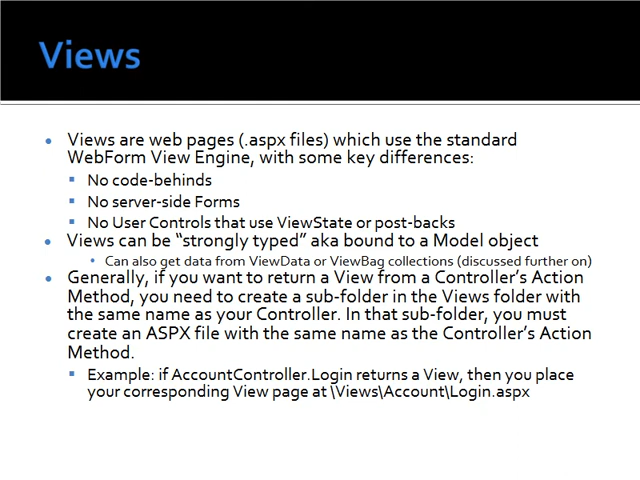 Views
• Views are web pages (.aspx files) which use the standard
WebForm View Engine, with some key differences:
▪ No code-behinds
▪ No server-side Forms
▪ No User Controls that use ViewState or post-backs
• Views can be “strongly typed” aka bound to a Model object
• Can also get data from ViewData or ViewBag collections (discussed further on)
• Generally, if you want to return a View from a Controller’s Action
Method, you need to create a sub-folder in the Views folder with
the same name as your Controller. In that sub-folder, you must
create an ASPX file with the same name as the Controller’s Action
Method.
▪ Example: if AccountController.Login returns a View, then you place
your corresponding View page at \Views\Account\Login.aspx